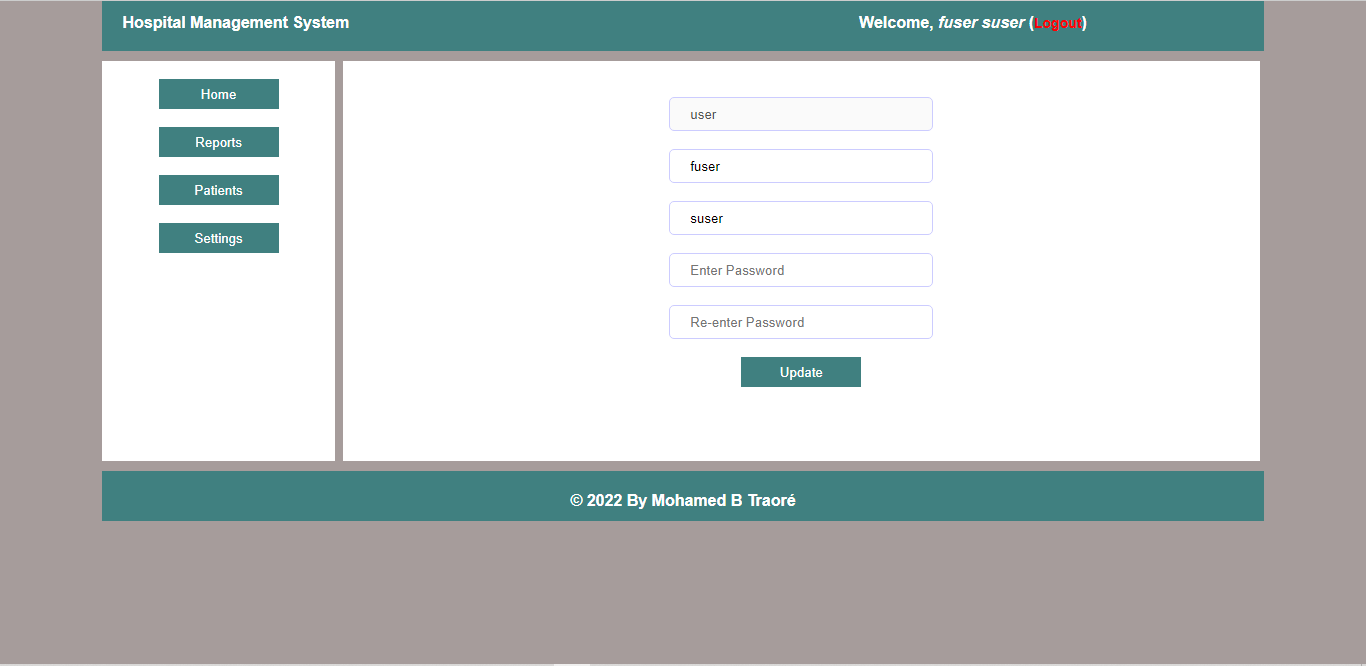 Hospital Management System
Welcome, fuser suser (Logout)
Home
Reports
Patients
Settings
user
fuser
suser
Enter Password
Re-enter Password
Update
© 2022 By Mohamed B Traoré